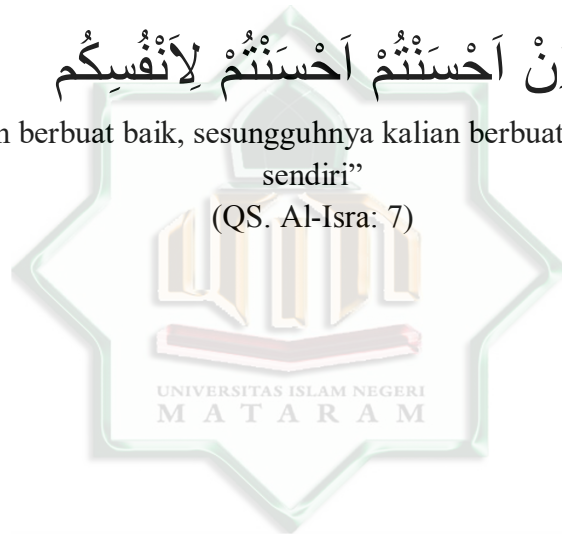 اَحْسَنْتُمْ اَحْسَنْتُمْ لِاَنْفُسِكُم
berbuat baik, sesungguhnya kalian berbuat
sendiri”
(QS. Al-Isra: 7)
UNIVERSITAS ISLAM NEGERI
MATARAM